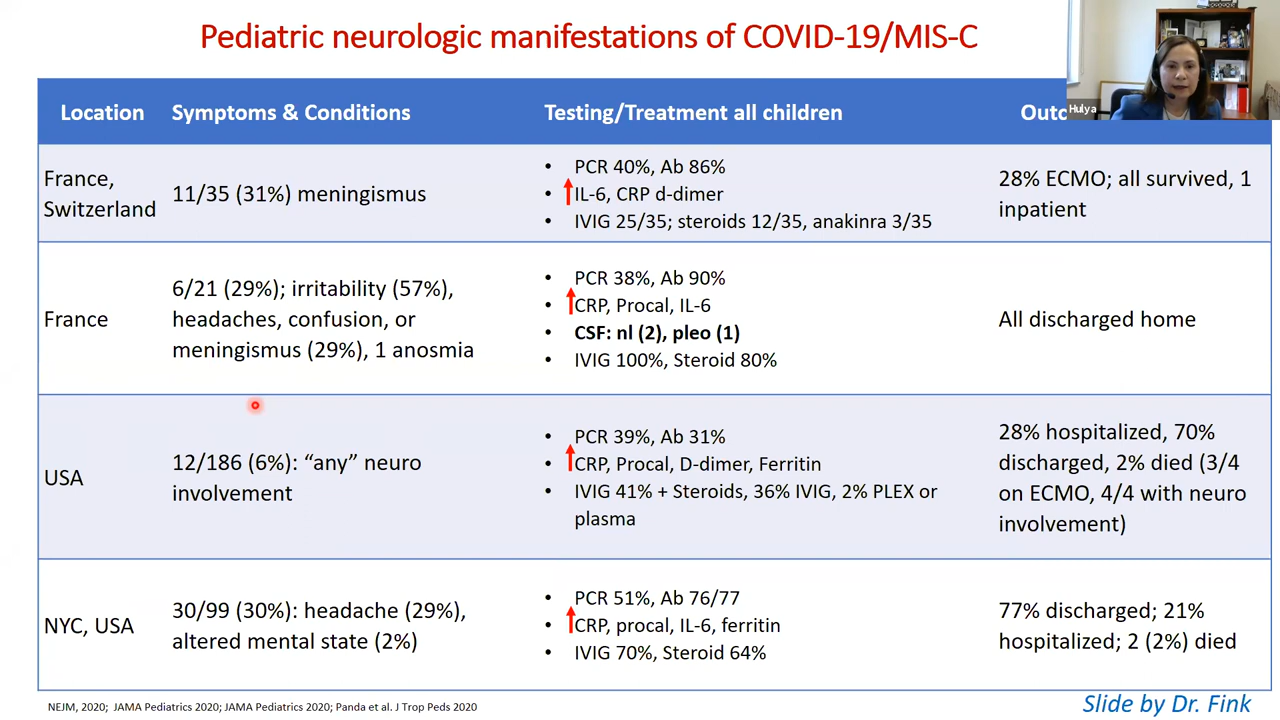 Pediatric neurologic manifestations of COVID-19/MIS-C
Hulya
Location
Symptoms & Conditions
Testing/Treatment all children
Outc
France,
Switzerland
11/35 (31%) meningismus
• PCR 40%, Ab 86%
• IL-6, CRP d-dimer
• IVIG 25/35; steroids 12/35, anakinra 3/35
28% ECMO; all survived, 1
inpatient
France
6/21 (29%); irritability (57%),
headaches, confusion, or
meningismus (29%), 1 anosmia
• PCR 38%, Ab 90%
• CRP, Procal, IL-6
• CSF: nl (2), pleo (1)
• IVIG 100%, Steroid 80%
All discharged home
USA
12/186 (6%): “any” neuro
involvement
• PCR 39%, Ab 31%
• CRP, Procal, D-dimer, Ferritin
• IVIG 41% + Steroids, 36% IVIG, 2% PLEX or
plasma
28% hospitalized, 70%
discharged, 2% died (3/4
on ECMO, 4/4 with neuro
involvement)
NYC, USA
30/99 (30%): headache (29%),
altered mental state (2%)
• PCR 51%, Ab 76/77
• CRP, procal, IL-6, ferritin
• IVIG 70%, Steroid 64%
77% discharged; 21%
hospitalized; 2 (2%) died
NEJM, 2020; JAMA Pediatrics 2020; JAMA Pediatrics 2020; Panda et al. J Trop Peds 2020
Slide by Dr. Fink